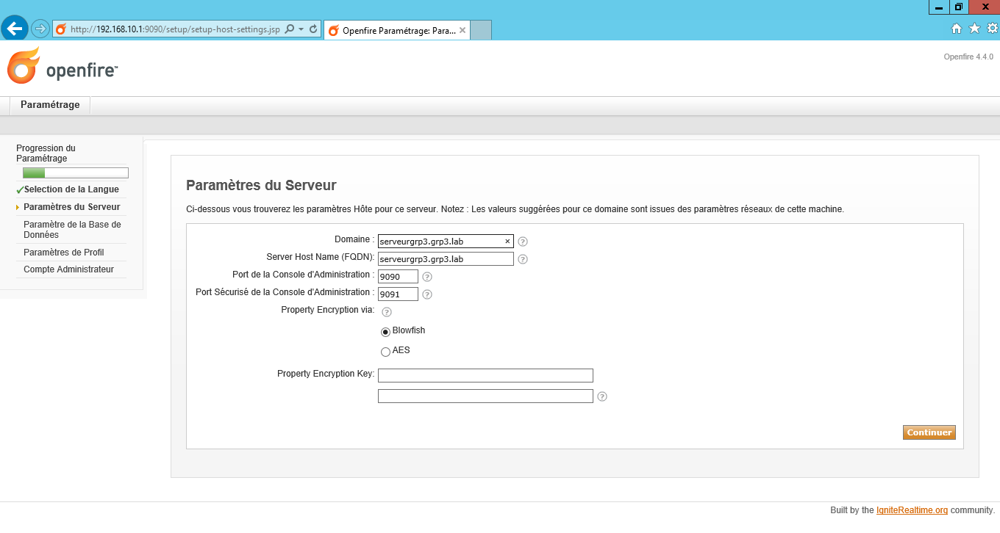 http://192.168.10.1:9090/setup/setup-host-settings.jsp
Openfire Paramétrage: Para...
openfire™
Openfire 4.4.0
Paramétrage
Progression du
Paramétrage
Selection de la Langue
Paramètres du Serveur
Paramètre de la Base de
Données
Paramètres de Profil
Compte Administrateur
Paramètres du Serveur
Ci-dessous vous trouverez les paramètres Hôte pour ce serveur. Notez : Les valeurs suggérées pour ce domaine sont issues des paramètres réseaux de cette machine.
Domaine : serveurgrp3.grp3.lab
Server Host Name (FQDN): serveurgrp3.grp3.lab
Port de la Console d'Administration : 9090
Port Sécurisé de la Console d'Administration : 9091
Property Encryption via:
Blowfish
AES
Property Encryption Key:
Continuer
Built by the IgniteRealtime.org community.